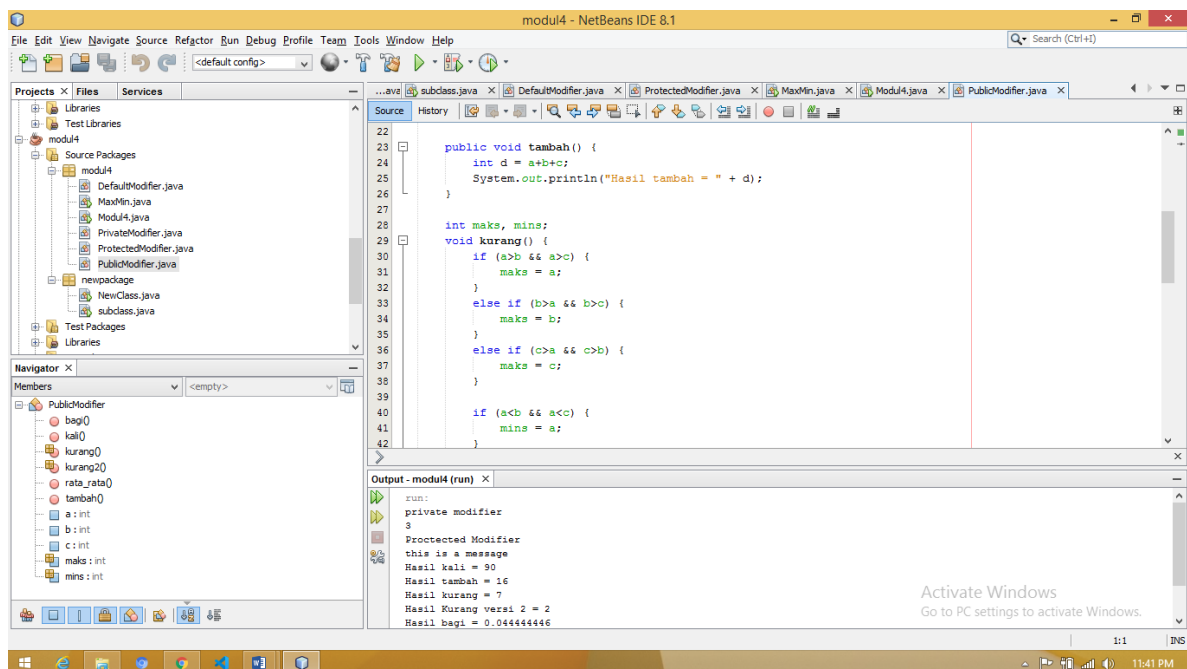 modul4 - NetBeans IDE 8.1
File Edit View Navigate Source Refactor Run Debug Profile Team Tools Window Help
Search (Ctrl+I)
<default config>
Projects Files Services
Libraries
Test Libraries
modul4
Source Packages
modul4
DefaultModifier.java
MaxMin.java
Modul4.java
PrivateModifier.java
ProtectedModifier.java
PublicModifier.java
newpackage
NewClass.java
subclass.java
Test Packages
Libraries
Navigator
Members <empty>
PublicModifier
bagi()
kali()
kurang()
kurang2()
rata_rata()
tambah()
a : int
b : int
c : int
maks : int
mins : int
...ava subclass.java DefaultModifier.java ProtectedModifier.java MaxMin.java Modul4.java PublicModifier.java
Source History
22
23 public void tambah() {
24 int d = a+b+c;
25 System.out.println("Hasil tambah = " + d);
26 }
27
28 int maks, mins;
29 void kurang() {
30 if (a>b && a>c) {
31 maks = a;
32 }
33 else if (b>a && b>c) {
34 maks = b;
35 }
36 else if (c>a && c>b) {
37 maks = c;
38 }
39
40 if (a<b && a<c) {
41 mins = a;
42 }
Output - modul4 (run)
run:
private modifier
3
Proctected Modifier
this is a message
Hasil kali = 90
Hasil tambah = 16
Hasil kurang = 7
Hasil Kurang versi 2 = 2
Hasil bagi = 0.044444446
Activate Windows
Go to PC settings to activate Windows.
1:1 INS
11:41 PM